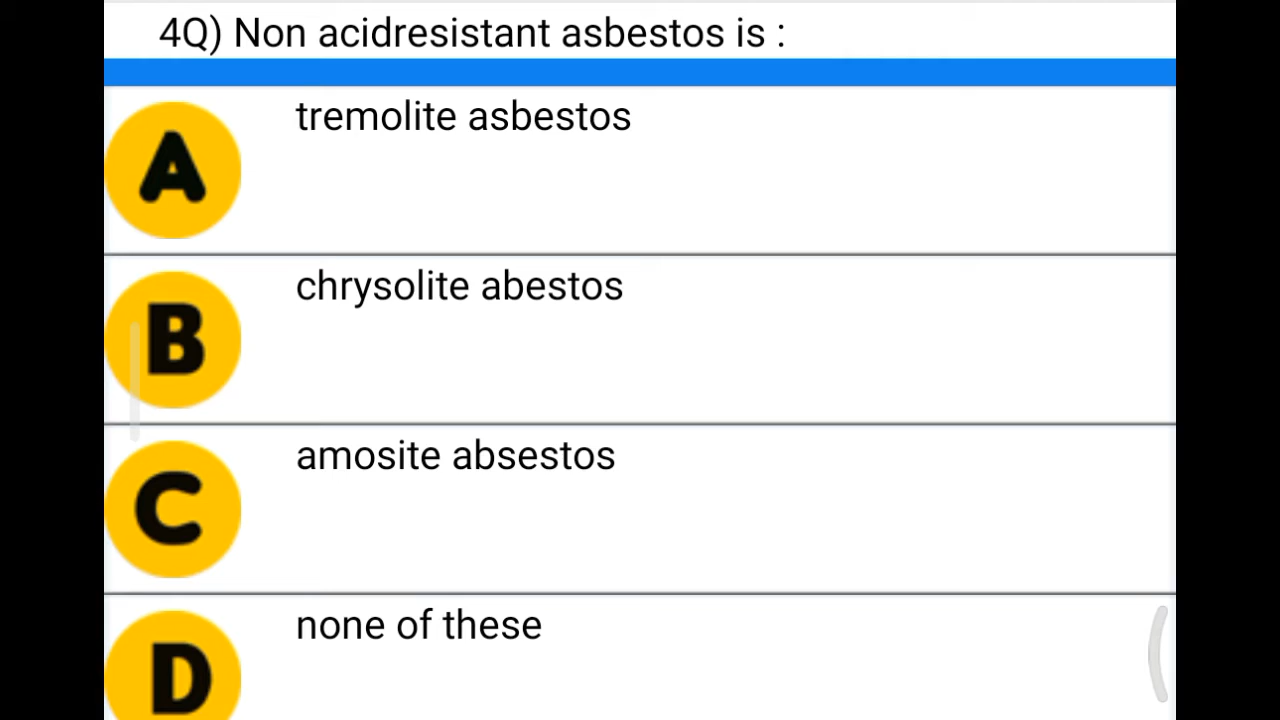 4Q) Non acidresistant asbestos is :
A
tremolite asbestos
B
chrysolite abestos
C
amosite absestos
D
none of these